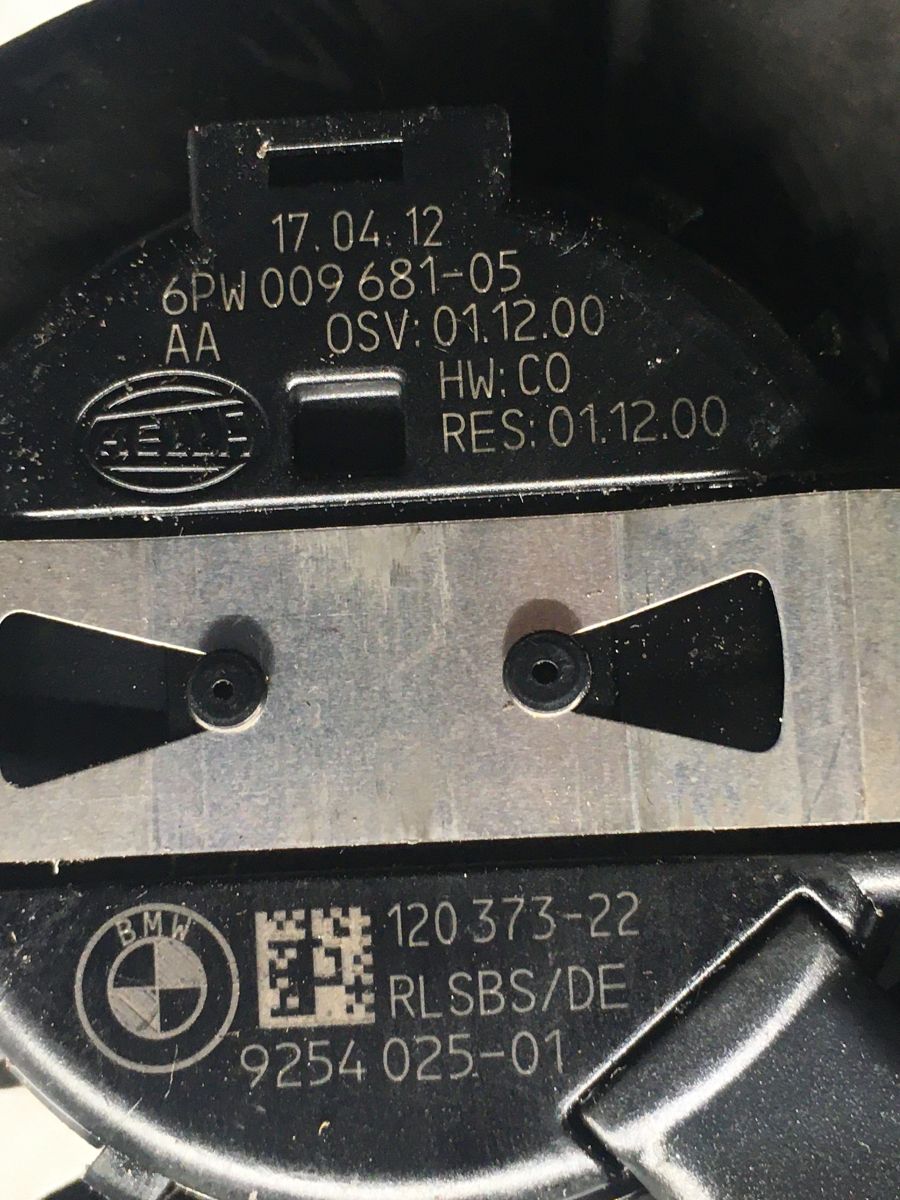 17.04.12
6PW 009 681-05
AA OSV: 01.12.00
HW: C0
RES: 01.12.00
HELLA
BMW
120 373-22
RLSBS/DE
9254 025-01